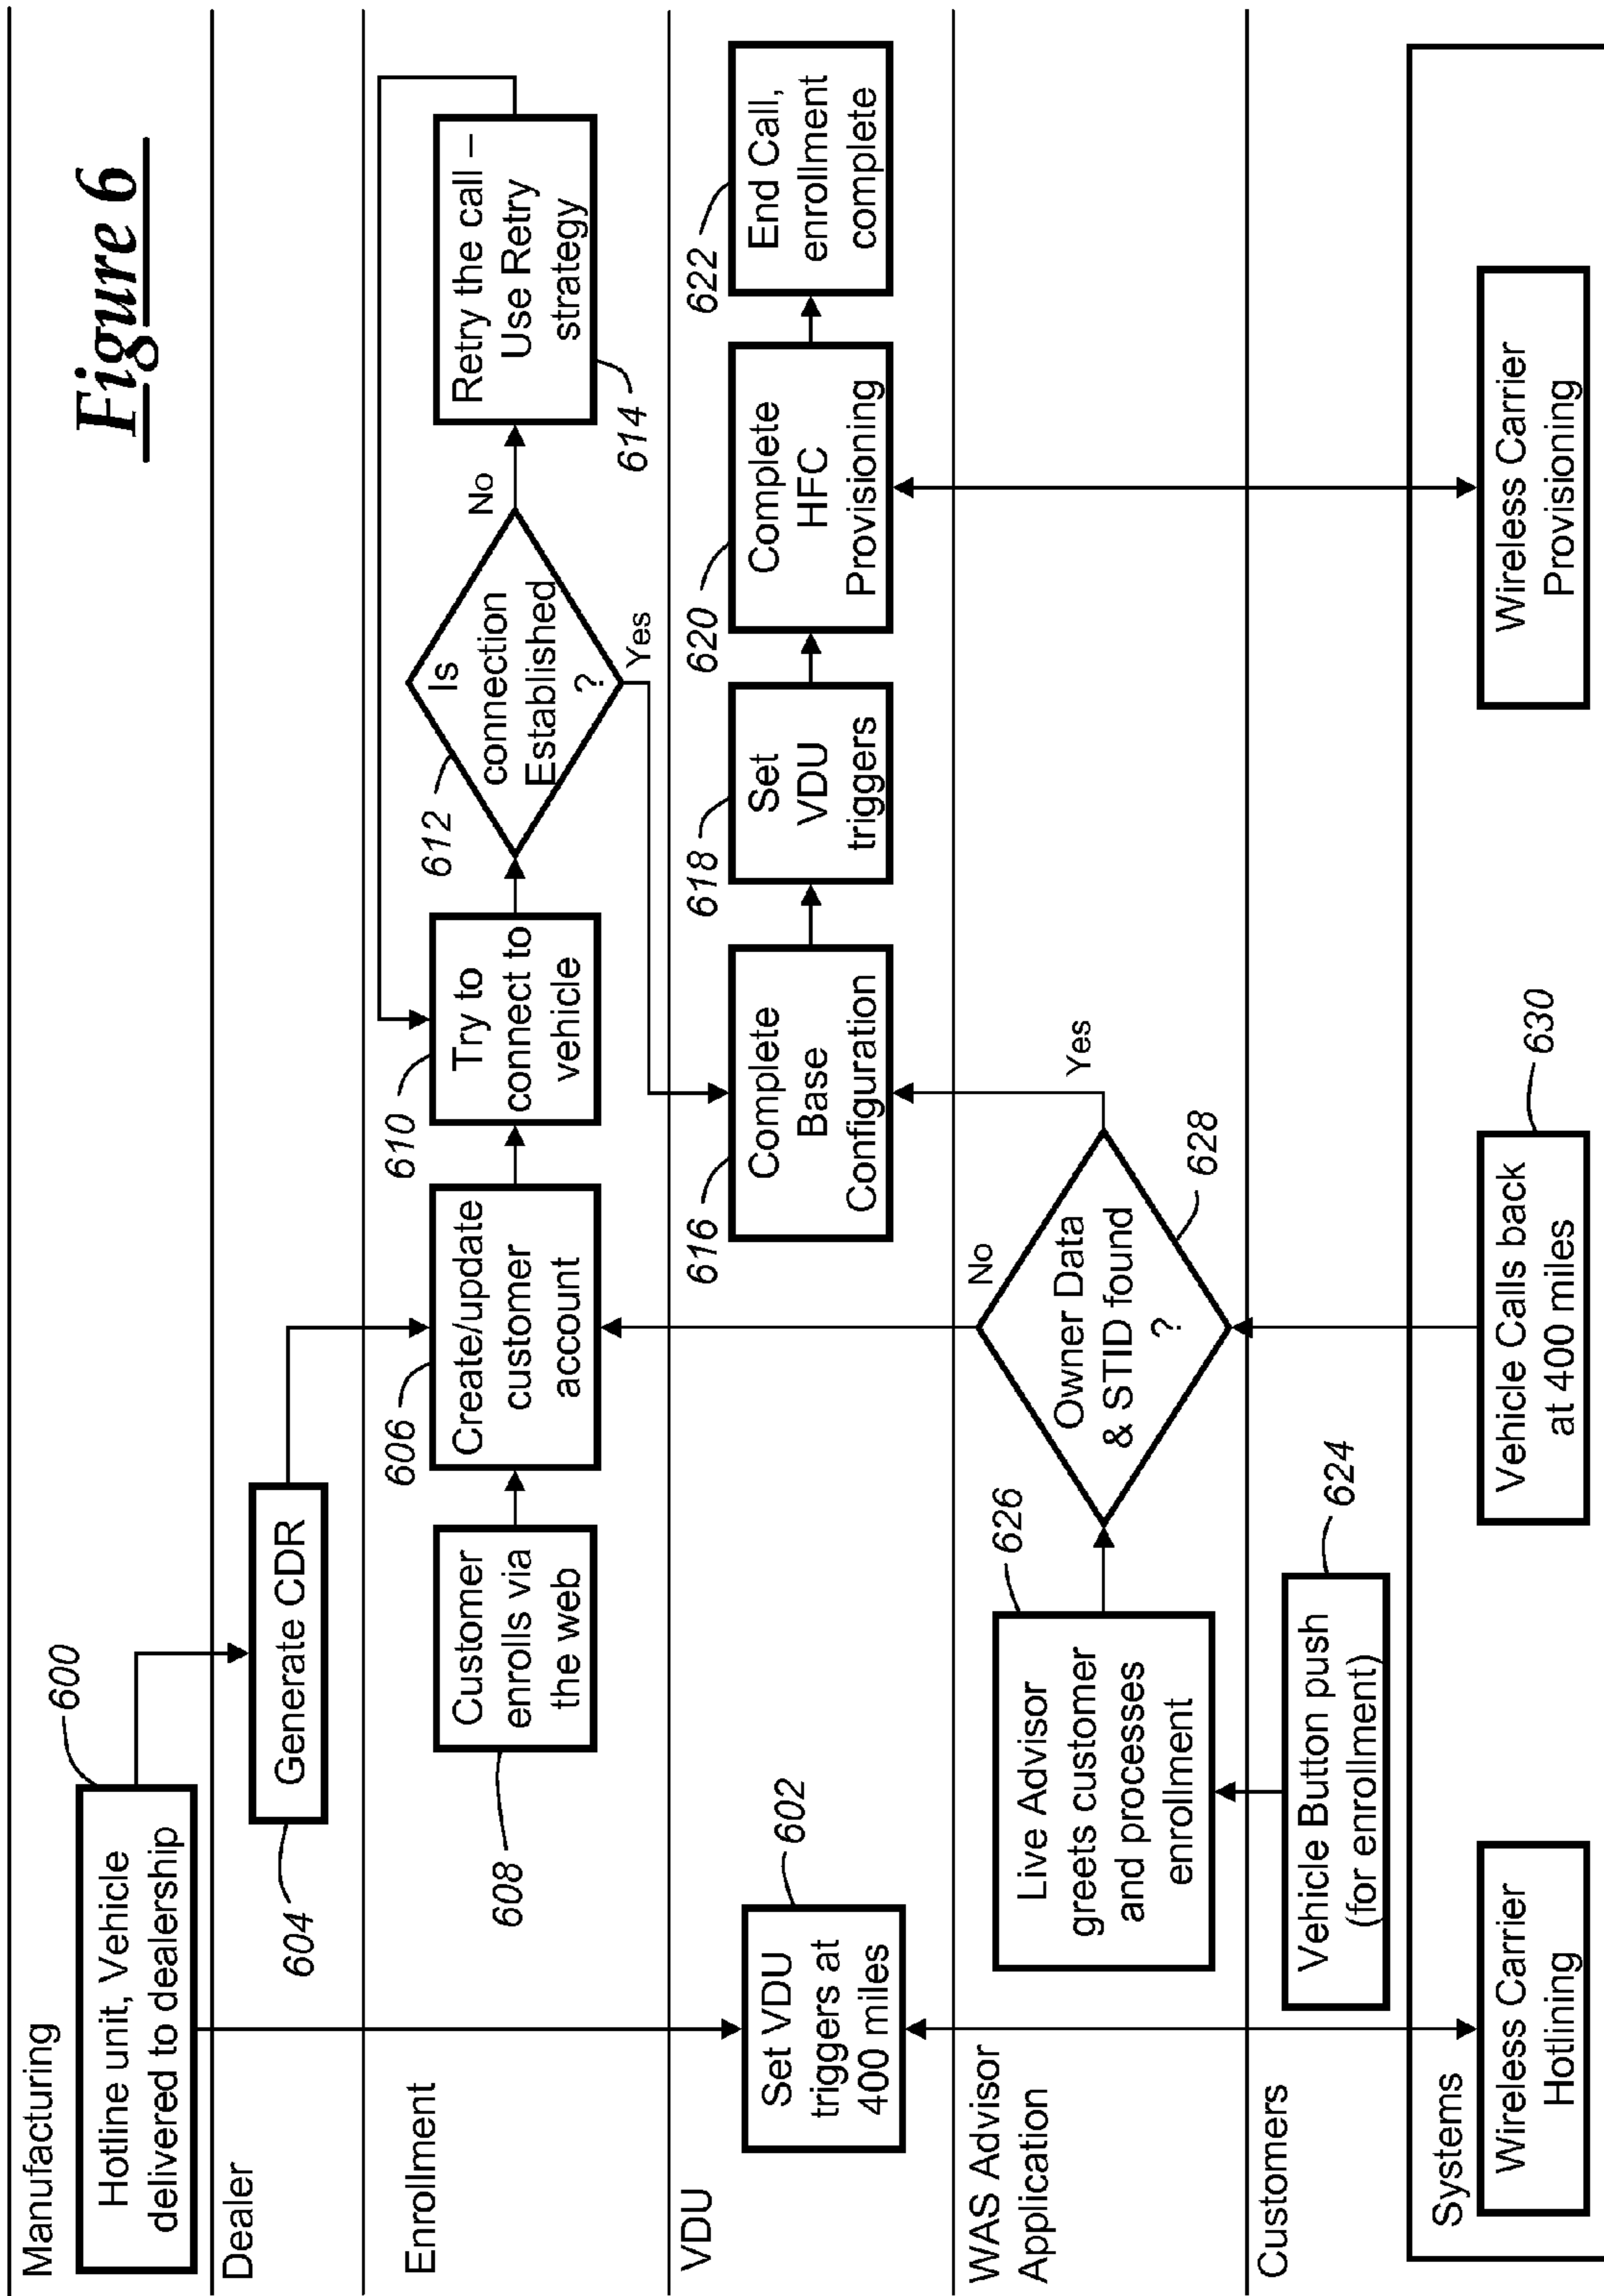 Figure 6
Manufacturing
600
Hotline unit, Vehicle
delivered to dealership
Dealer
604
Generate CDR
Enrollment
608
Customer
enrolls via
the web
606
Create/update
customer
account
610
Try to
connect to
vehicle
612
Is
connection
Established
?
No
Yes
614
Retry the call –
Use Retry
strategy
VDU
602
Set VDU
triggers at
400 miles
616
Complete
Base
Configuration
618
Set
VDU
triggers
620
Complete
HFC
Provisioning
622
End Call,
enrollment
complete
WAS Advisor
Application
626
Live Advisor
greets customer
and processes
enrollment
628
Owner Data
& STID found
?
No
Yes
Customers
624
Vehicle Button push
(for enrollment)
Systems
Wireless Carrier
Hotlining
630
Vehicle Calls back
at 400 miles
Wireless Carrier
Provisioning